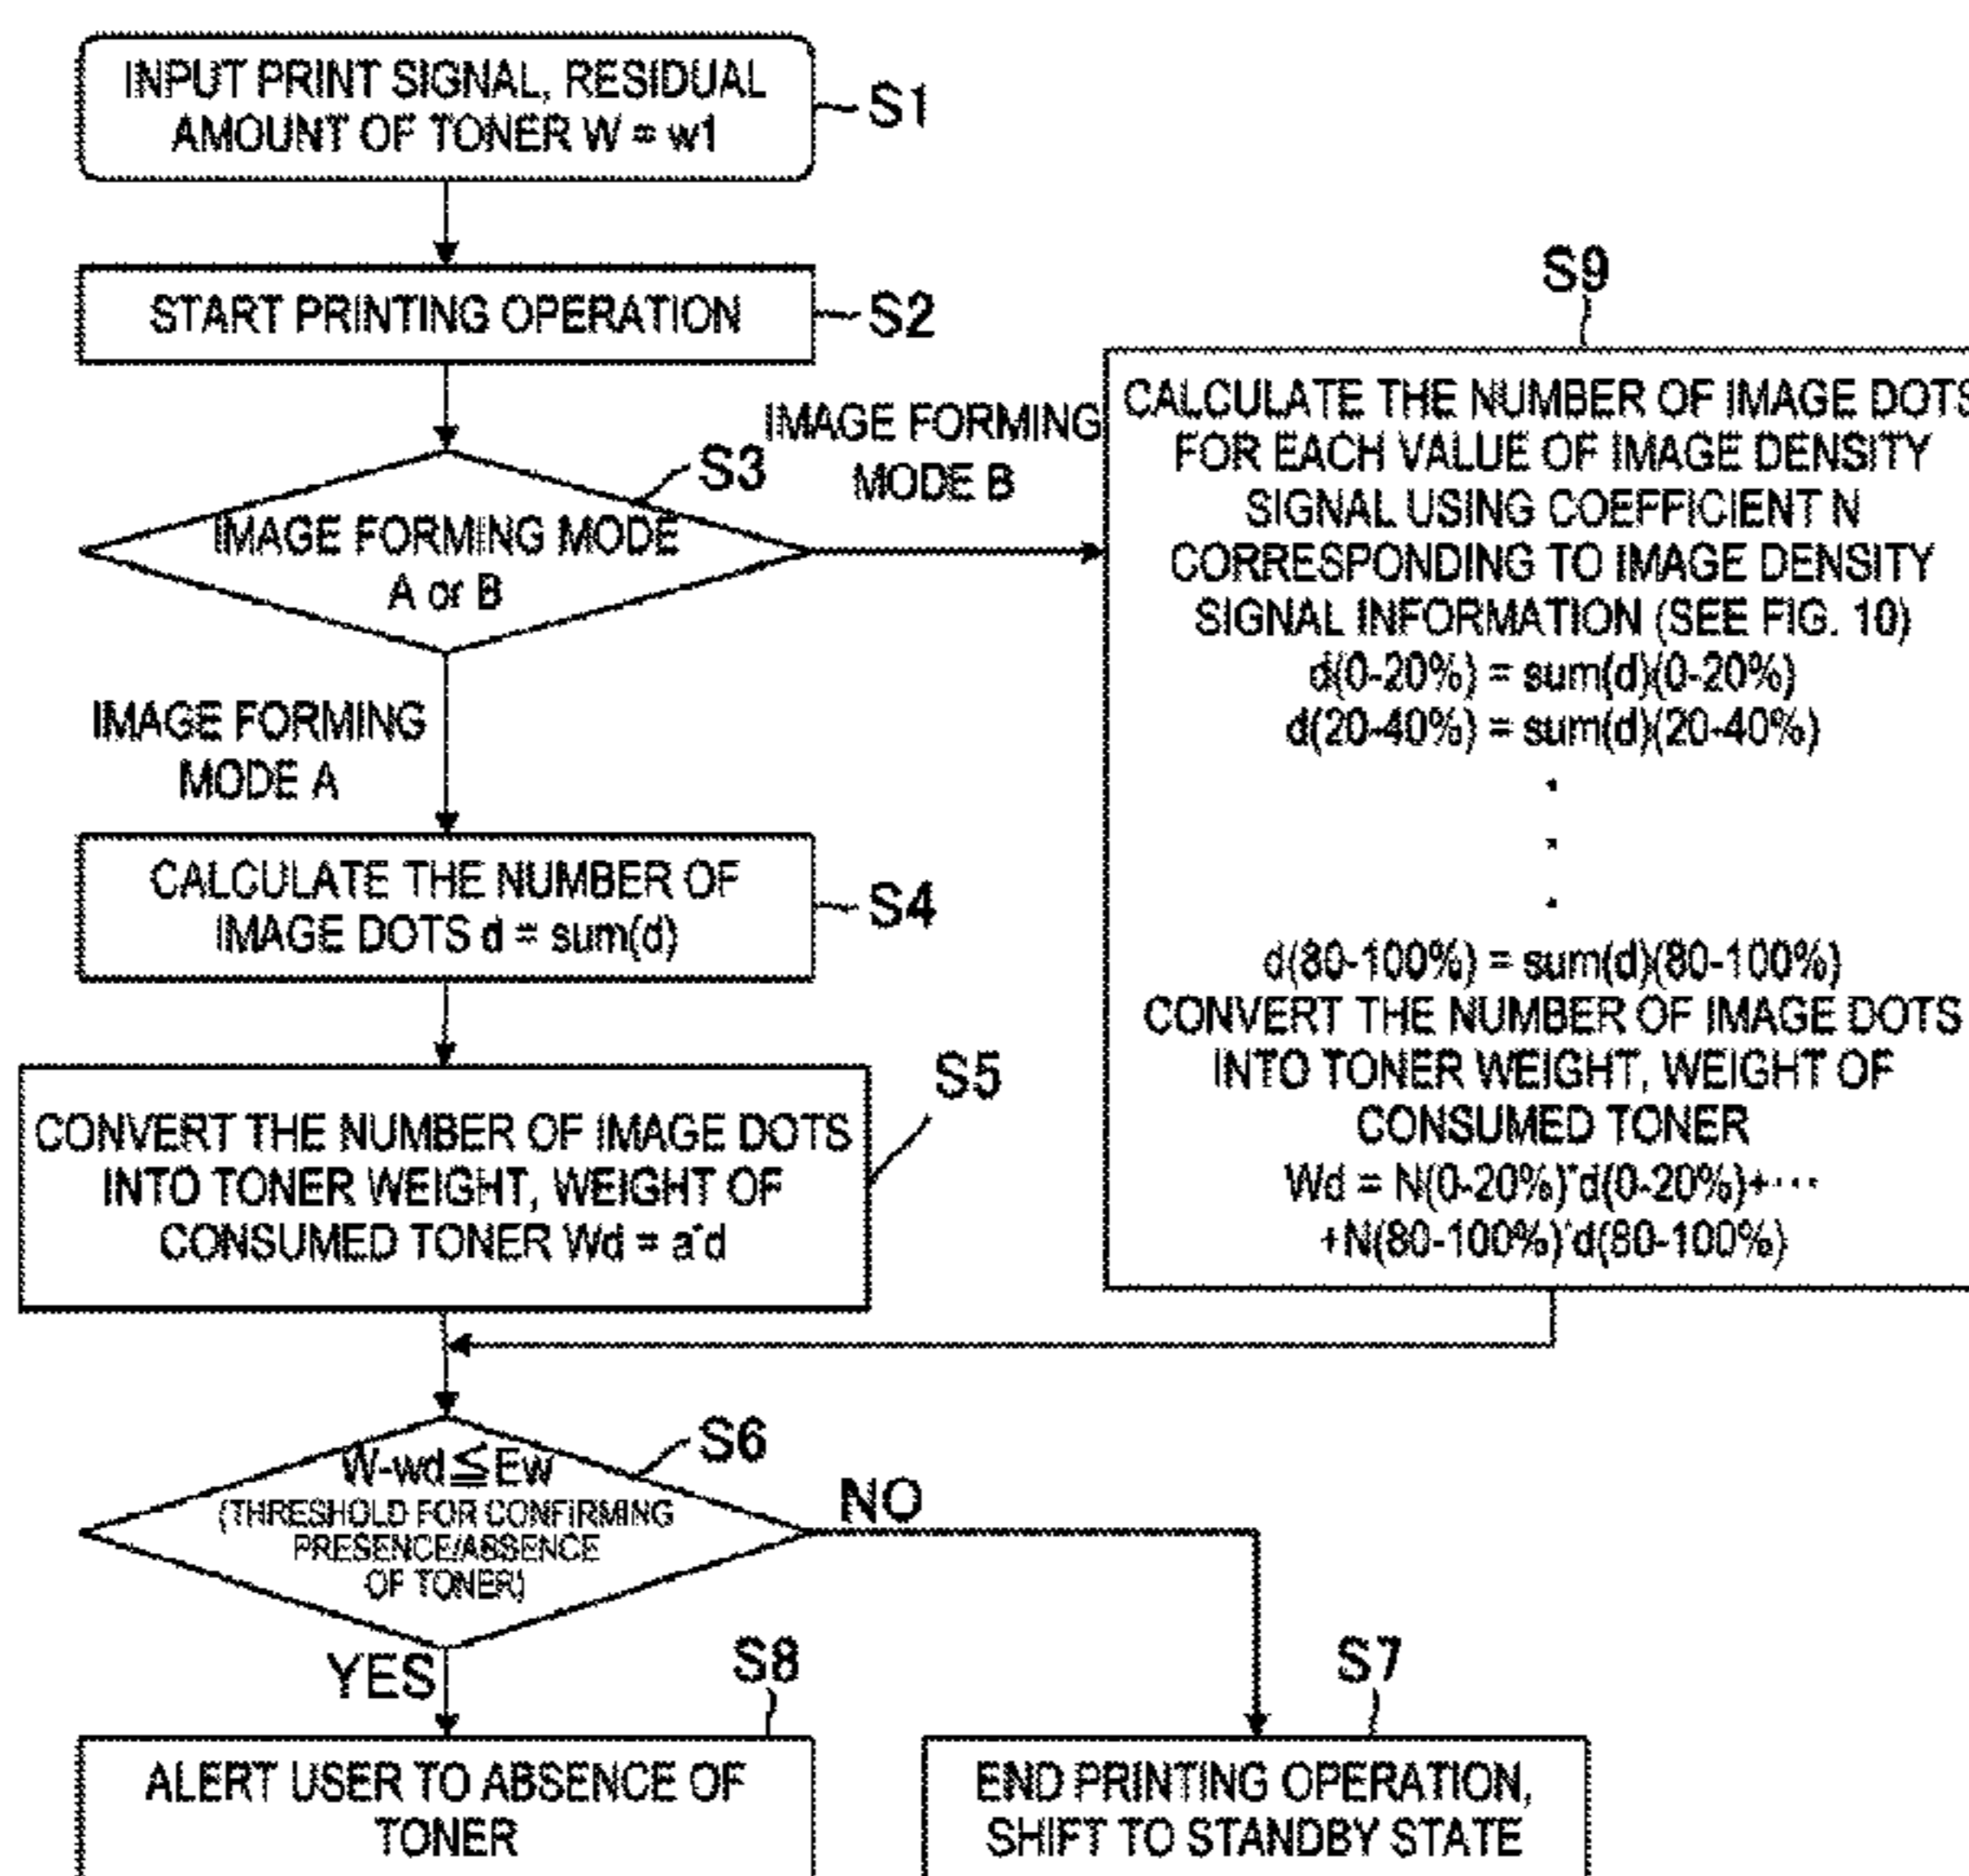 INPUT PRINT SIGNAL, RESIDUAL
AMOUNT OF TONER W = w1
S1
START PRINTING OPERATION
S2
S3
IMAGE FORMING MODE
A or B
IMAGE FORMING
MODE B
IMAGE FORMING
MODE A
CALCULATE THE NUMBER OF
IMAGE DOTS d = sum(d)
S4
CONVERT THE NUMBER OF IMAGE DOTS
INTO TONER WEIGHT, WEIGHT OF
CONSUMED TONER Wd = a*d
S5
S9
CALCULATE THE NUMBER OF IMAGE DOTS
FOR EACH VALUE OF IMAGE DENSITY
SIGNAL USING COEFFICIENT N
CORRESPONDING TO IMAGE DENSITY
SIGNAL INFORMATION (SEE FIG. 10)
d(0-20%) = sum(d)(0-20%)
d(20-40%) = sum(d)(20-40%)
.
.
.
d(80-100%) = sum(d)(80-100%)
CONVERT THE NUMBER OF IMAGE DOTS
INTO TONER WEIGHT, WEIGHT OF
CONSUMED TONER
Wd = N(0-20%)*d(0-20%)+···
+N(80-100%)*d(80-100%)
S6
W-wd≦Ew
(THRESHOLD FOR CONFIRMING
PRESENCE/ABSENCE
OF TONER)
NO
YES
S8
ALERT USER TO ABSENCE OF
TONER
S7
END PRINTING OPERATION,
SHIFT TO STANDBY STATE